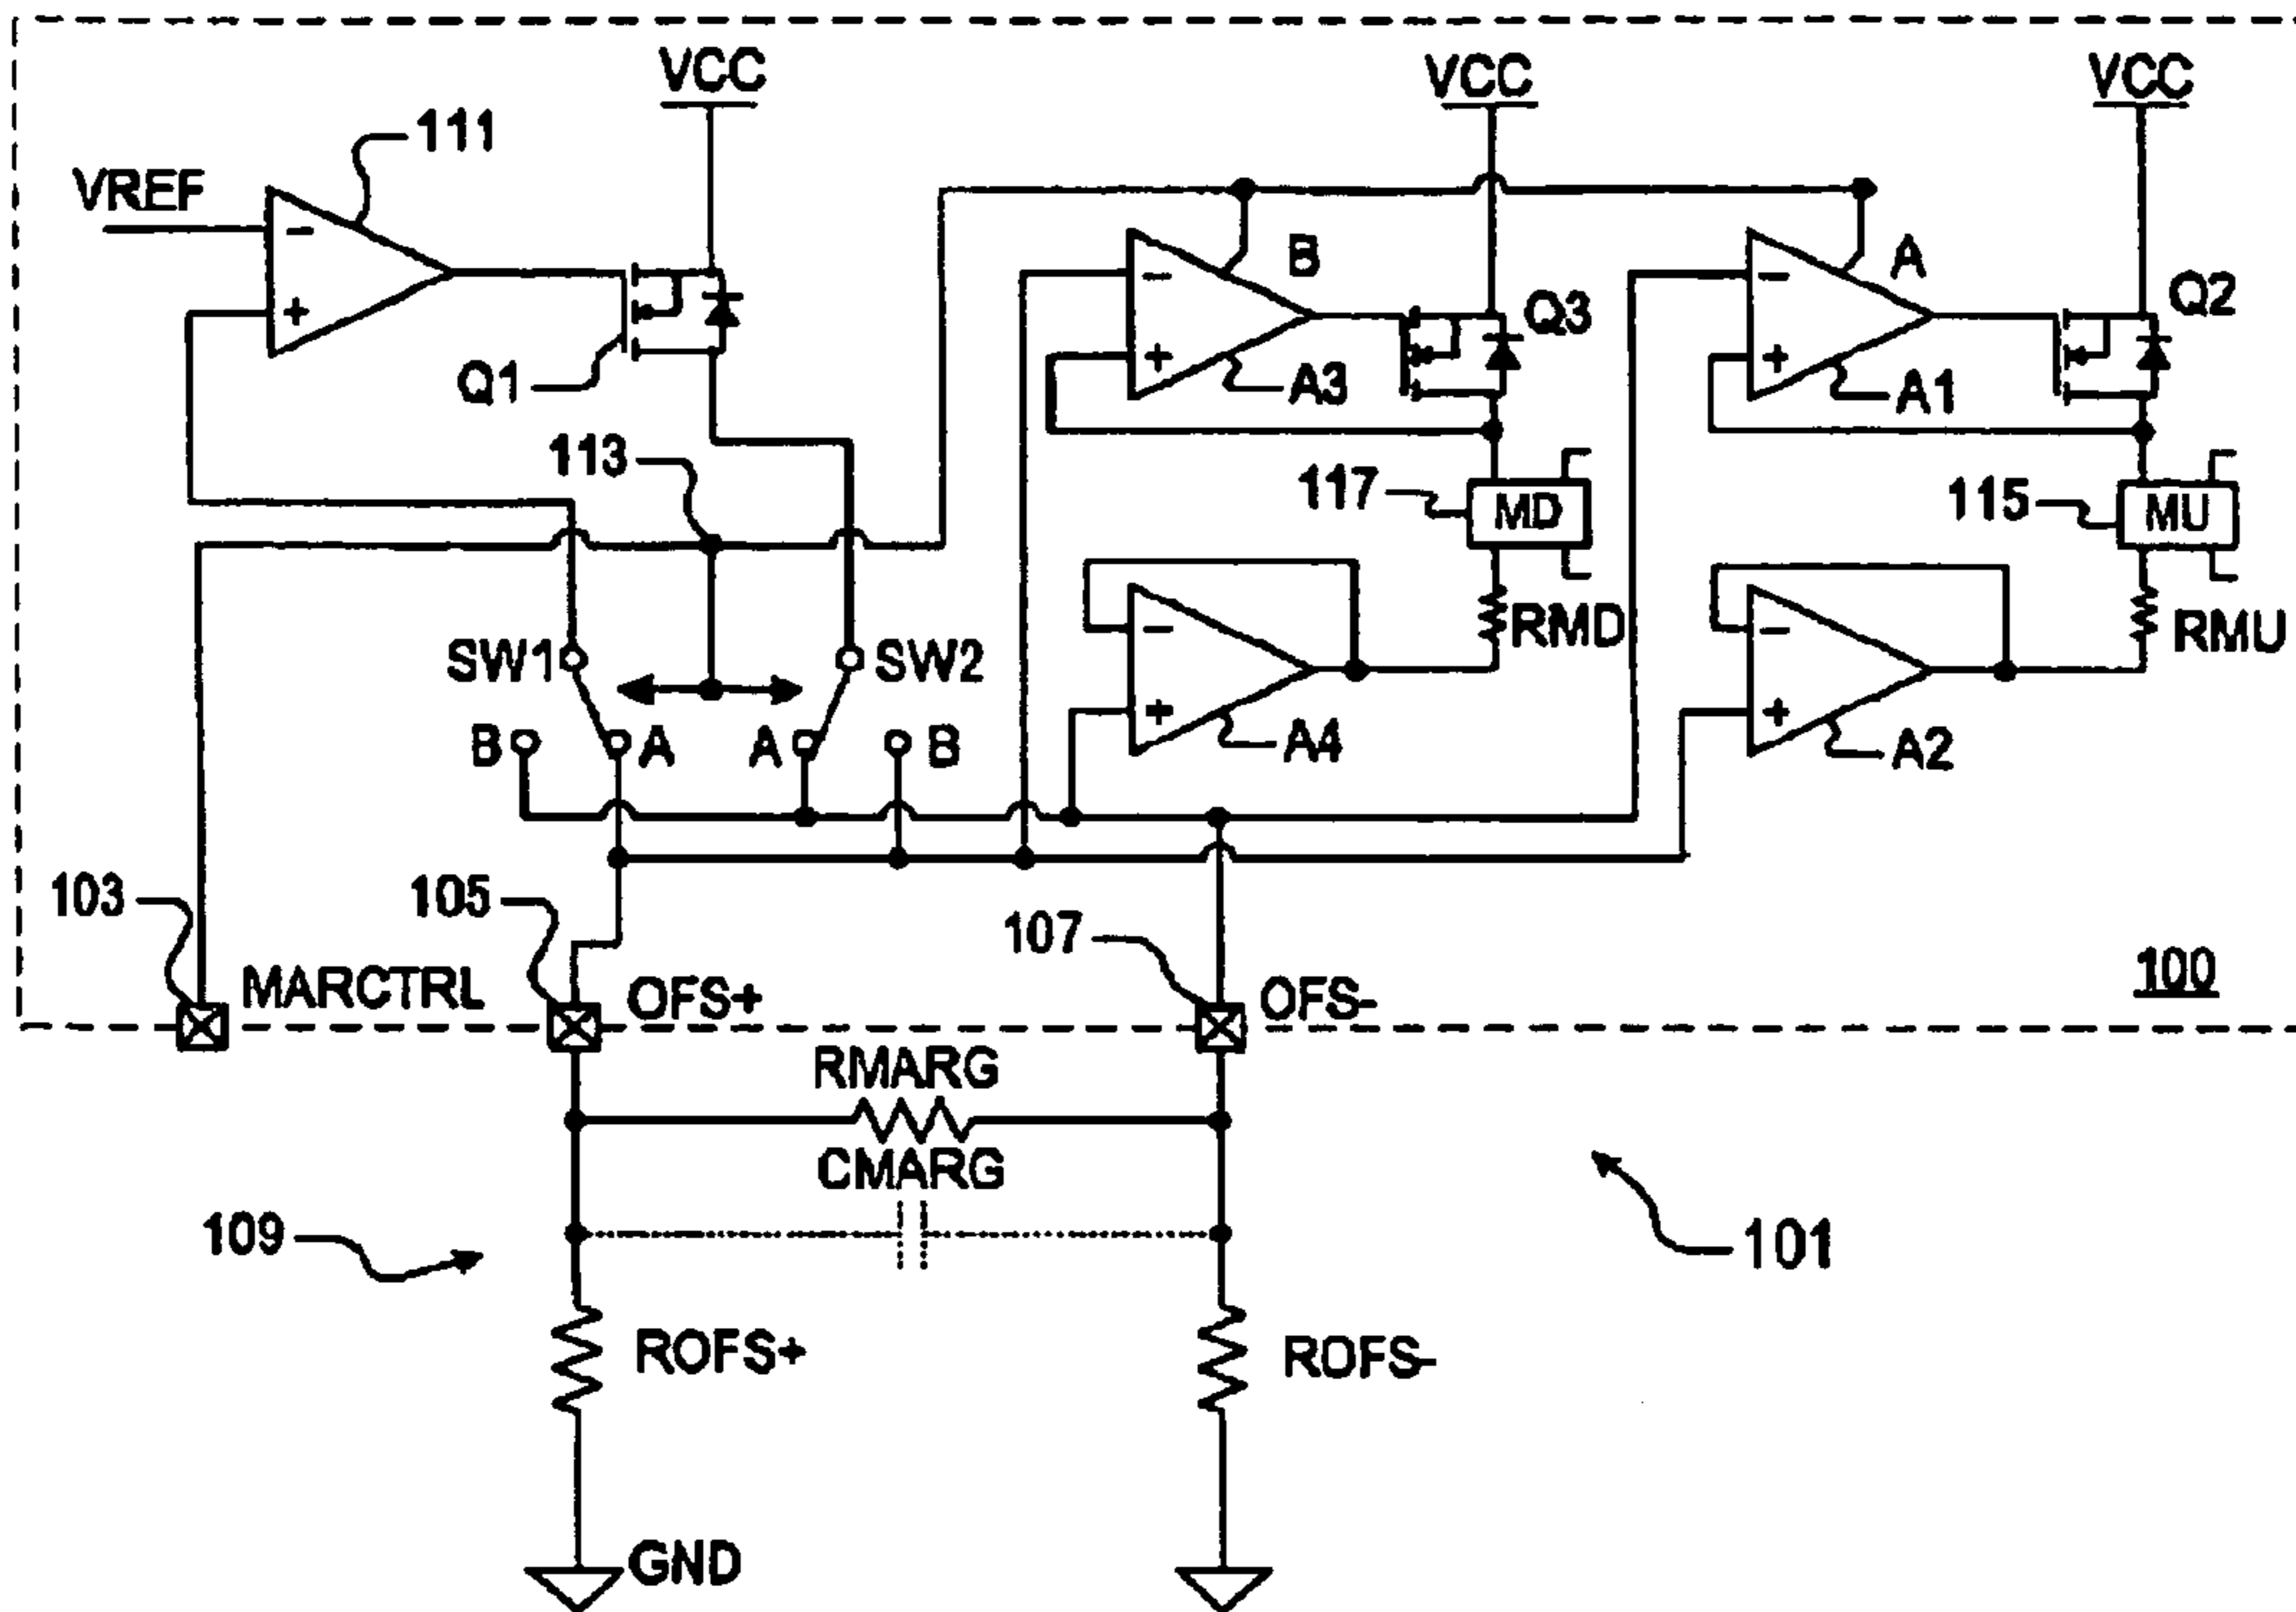 VCC
VCC
VCC
111
VREF
-
+
B
A
-
+
-
+
Q3
Q2
Q1
A3
A1
113
117
MD
115
MU
RMD
RMU
SW1
SW2
-
+
-
+
B
A
A
B
A4
A2
103
105
107
100
MARCTRL
OFS+
OFS-
RMARG
CMARG
109
101
ROFS+
ROFS-
GND